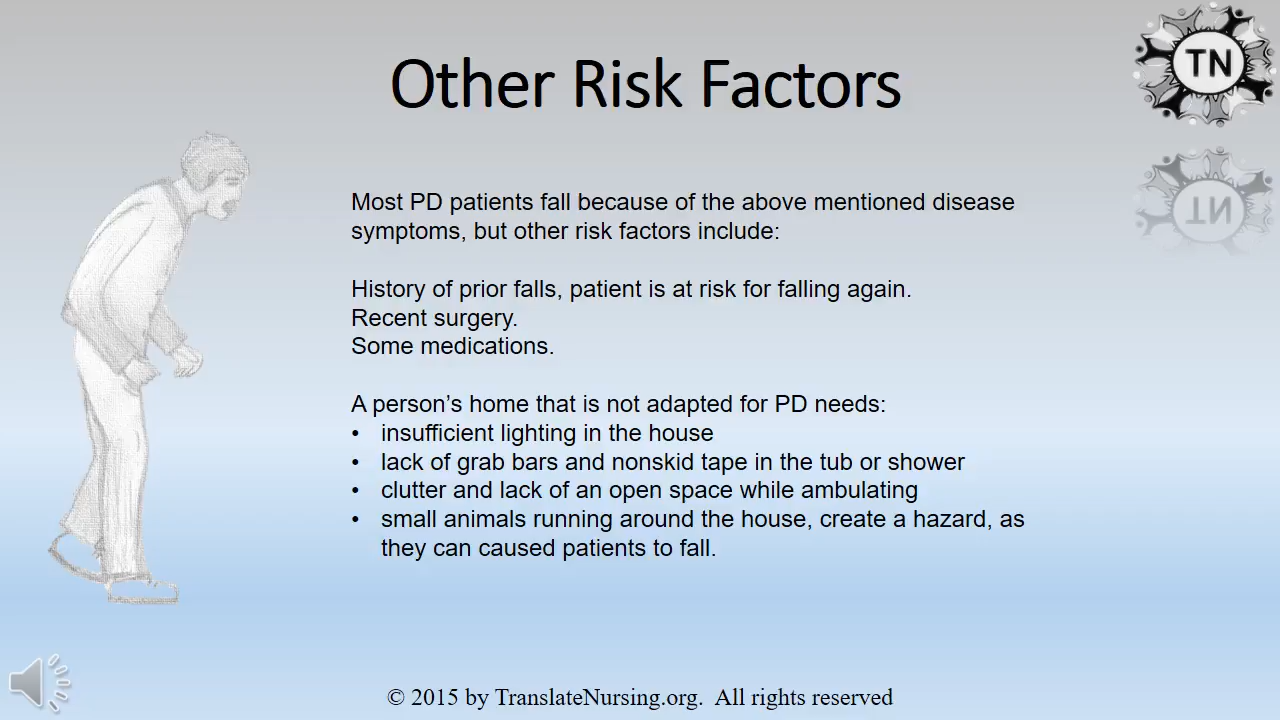 Other Risk Factors
TN
TN
Most PD patients fall because of the above mentioned disease
symptoms, but other risk factors include:
History of prior falls, patient is at risk for falling again.
Recent surgery.
Some medications.
A person’s home that is not adapted for PD needs:
• insufficient lighting in the house
• lack of grab bars and nonskid tape in the tub or shower
• clutter and lack of an open space while ambulating
• small animals running around the house, create a hazard, as
they can caused patients to fall.
© 2015 by TranslateNursing.org.  All rights reserved